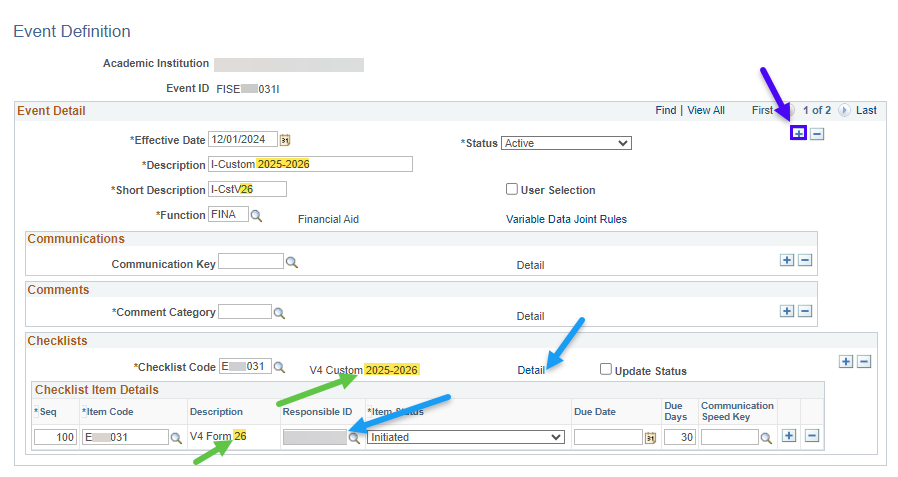 Event Definition
Academic Institution
Event ID FISE 031I
Event Detail Find | View All First 1 of 2 Last
*Effective Date 12/01/2024 31 *Status Active
*Description I-Custom 2025-2026
*Short Description I-CstV26 User Selection
*Function FINA Financial Aid Variable Data Joint Rules
Communications
Communication Key Detail
Comments
*Comment Category Detail
Checklists
*Checklist Code E 031 V4 Custom 2025-2026 Detail Update Status
Checklist Item Details
*Seq *Item Code Description Responsible ID *Item Status Due Date Due Days Communication Speed Key
100 E 031 V4 Form 26 Initiated 31 30